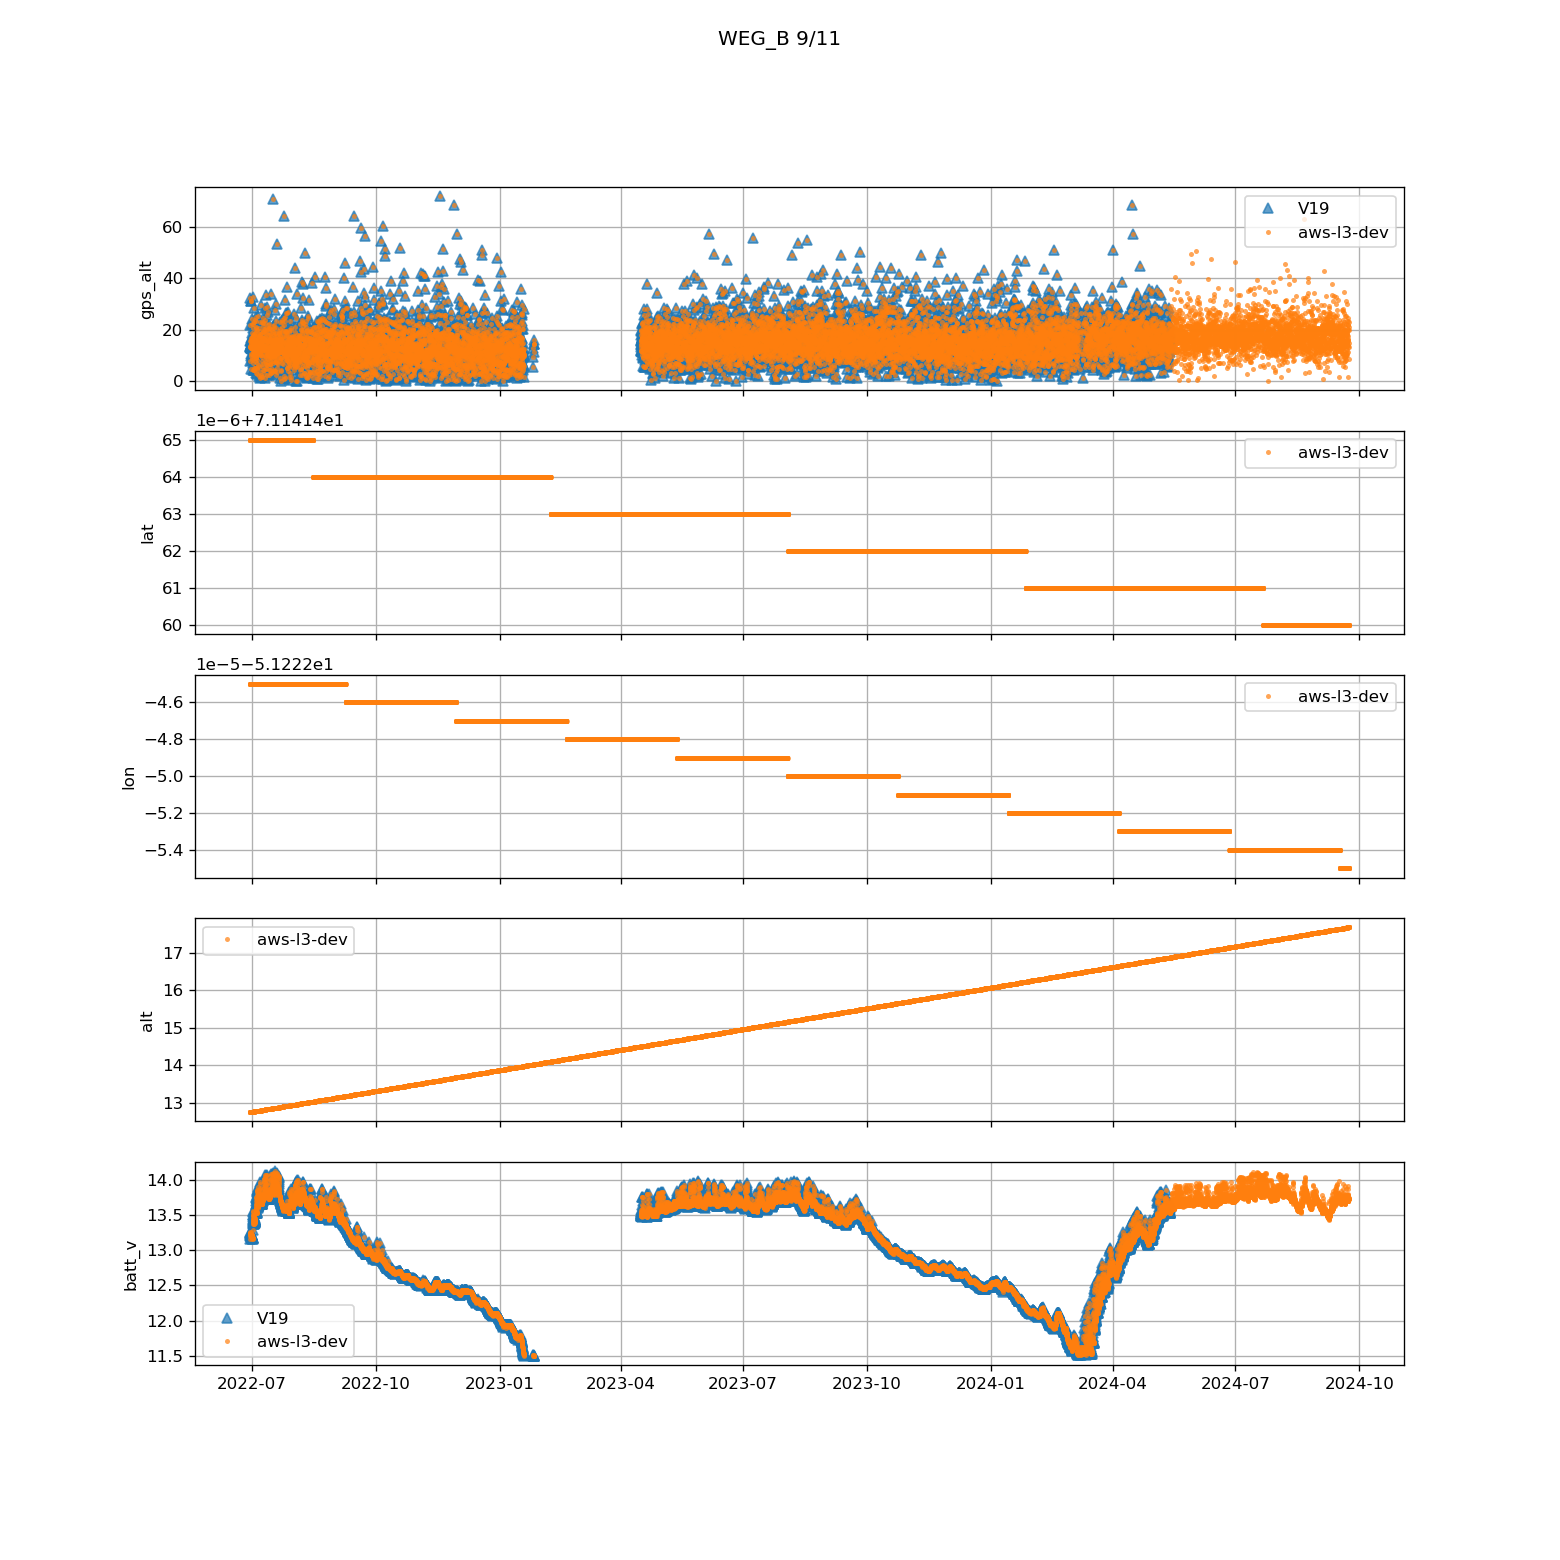 WEG_B 9/11
gps_alt
60
40
20
0
V19
aws-l3-dev
1e−6+7.11414e1
lat
65
64
63
62
61
60
aws-l3-dev
1e−5−5.1222e1
lon
−4.6
−4.8
−5.0
−5.2
−5.4
aws-l3-dev
alt
17
16
15
14
13
aws-l3-dev
batt_v
14.0
13.5
13.0
12.5
12.0
11.5
V19
aws-l3-dev
2022-07 2022-10 2023-01 2023-04 2023-07 2023-10 2024-01 2024-04 2024-07 2024-10